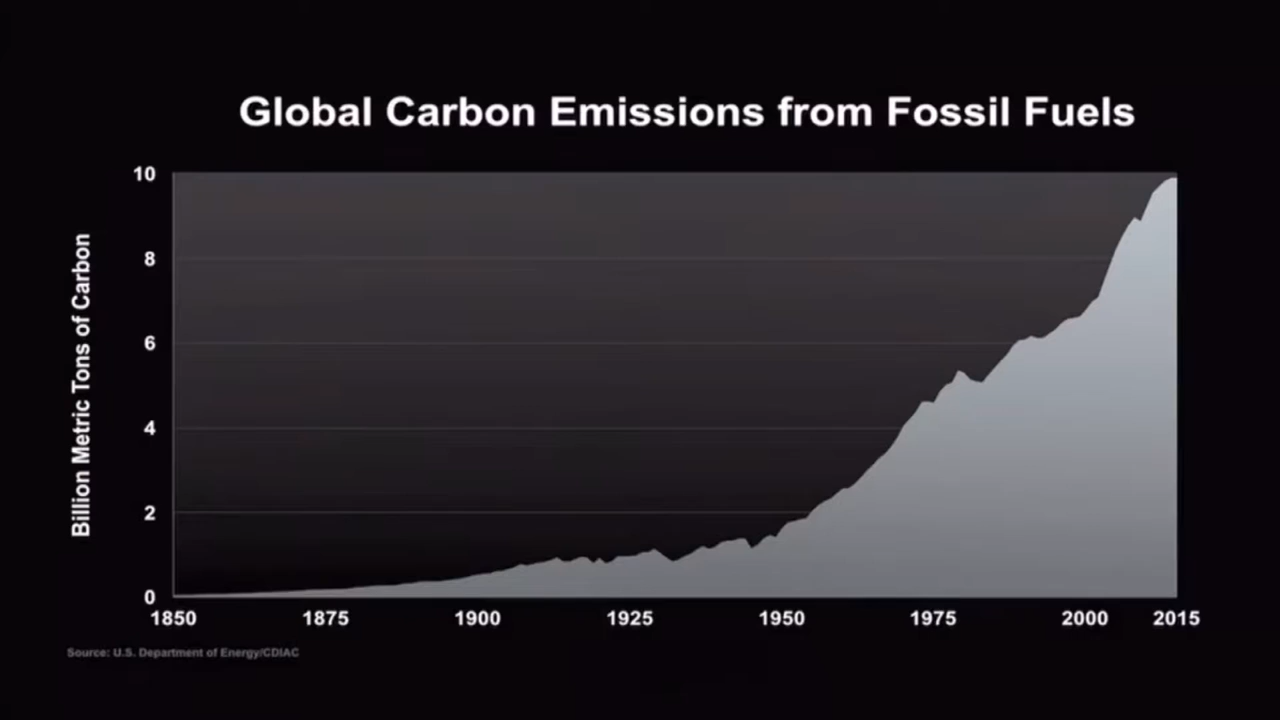 Global Carbon Emissions from Fossil Fuels
Billion Metric Tons of Carbon
10
8
6
4
2
0
1850 1875 1900 1925 1950 1975 2000 2015
Source: U.S. Department of Energy/CDIAC